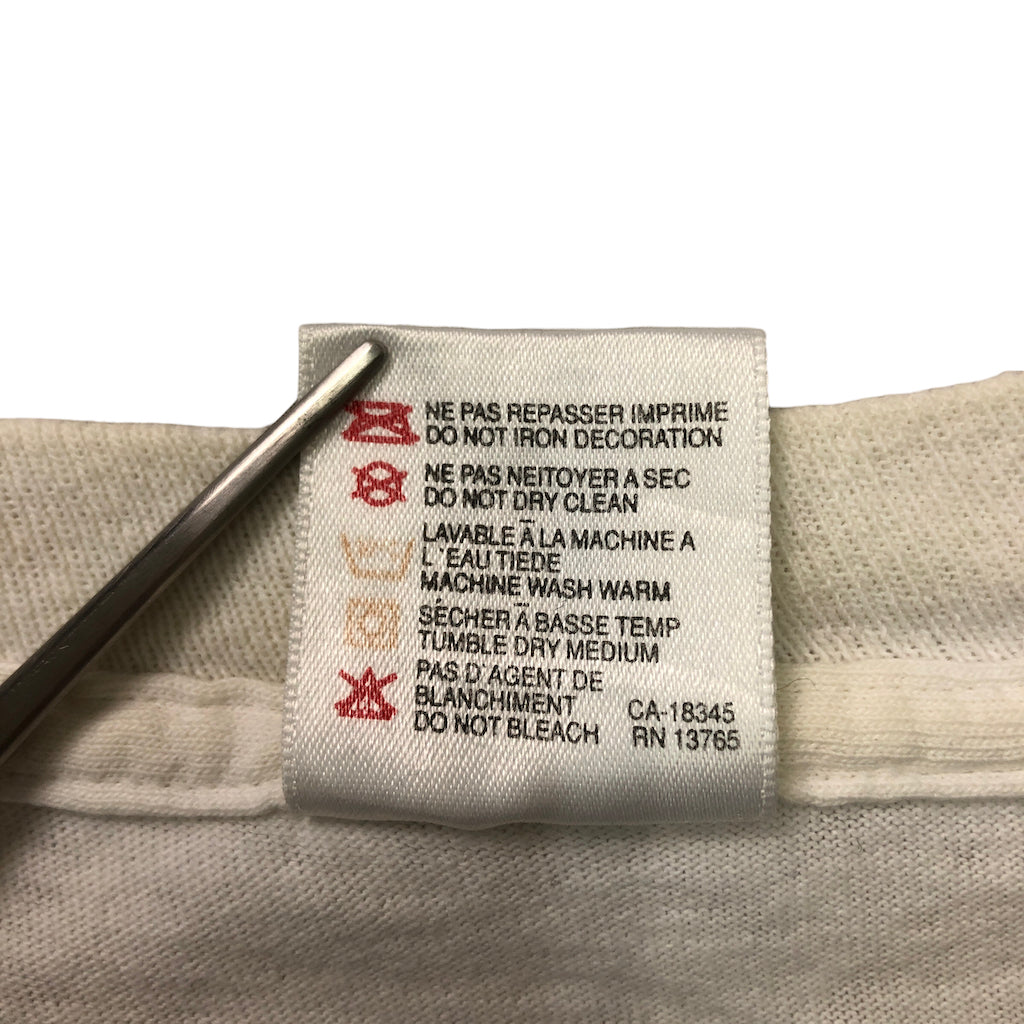 NE PAS REPASSER IMPRIME
DO NOT IRON DECORATION
NE PAS NEITOYER A SEC
DO NOT DRY CLEAN
LAVABLE Ā LA MACHINE A
L'EAU TIEDE
MACHINE WASH WARM
SÉCHER Ā BASSE TEMP
TUMBLE DRY MEDIUM
PAS D'AGENT DE
BLANCHIMENT
DO NOT BLEACH
CA-18345
RN 13765